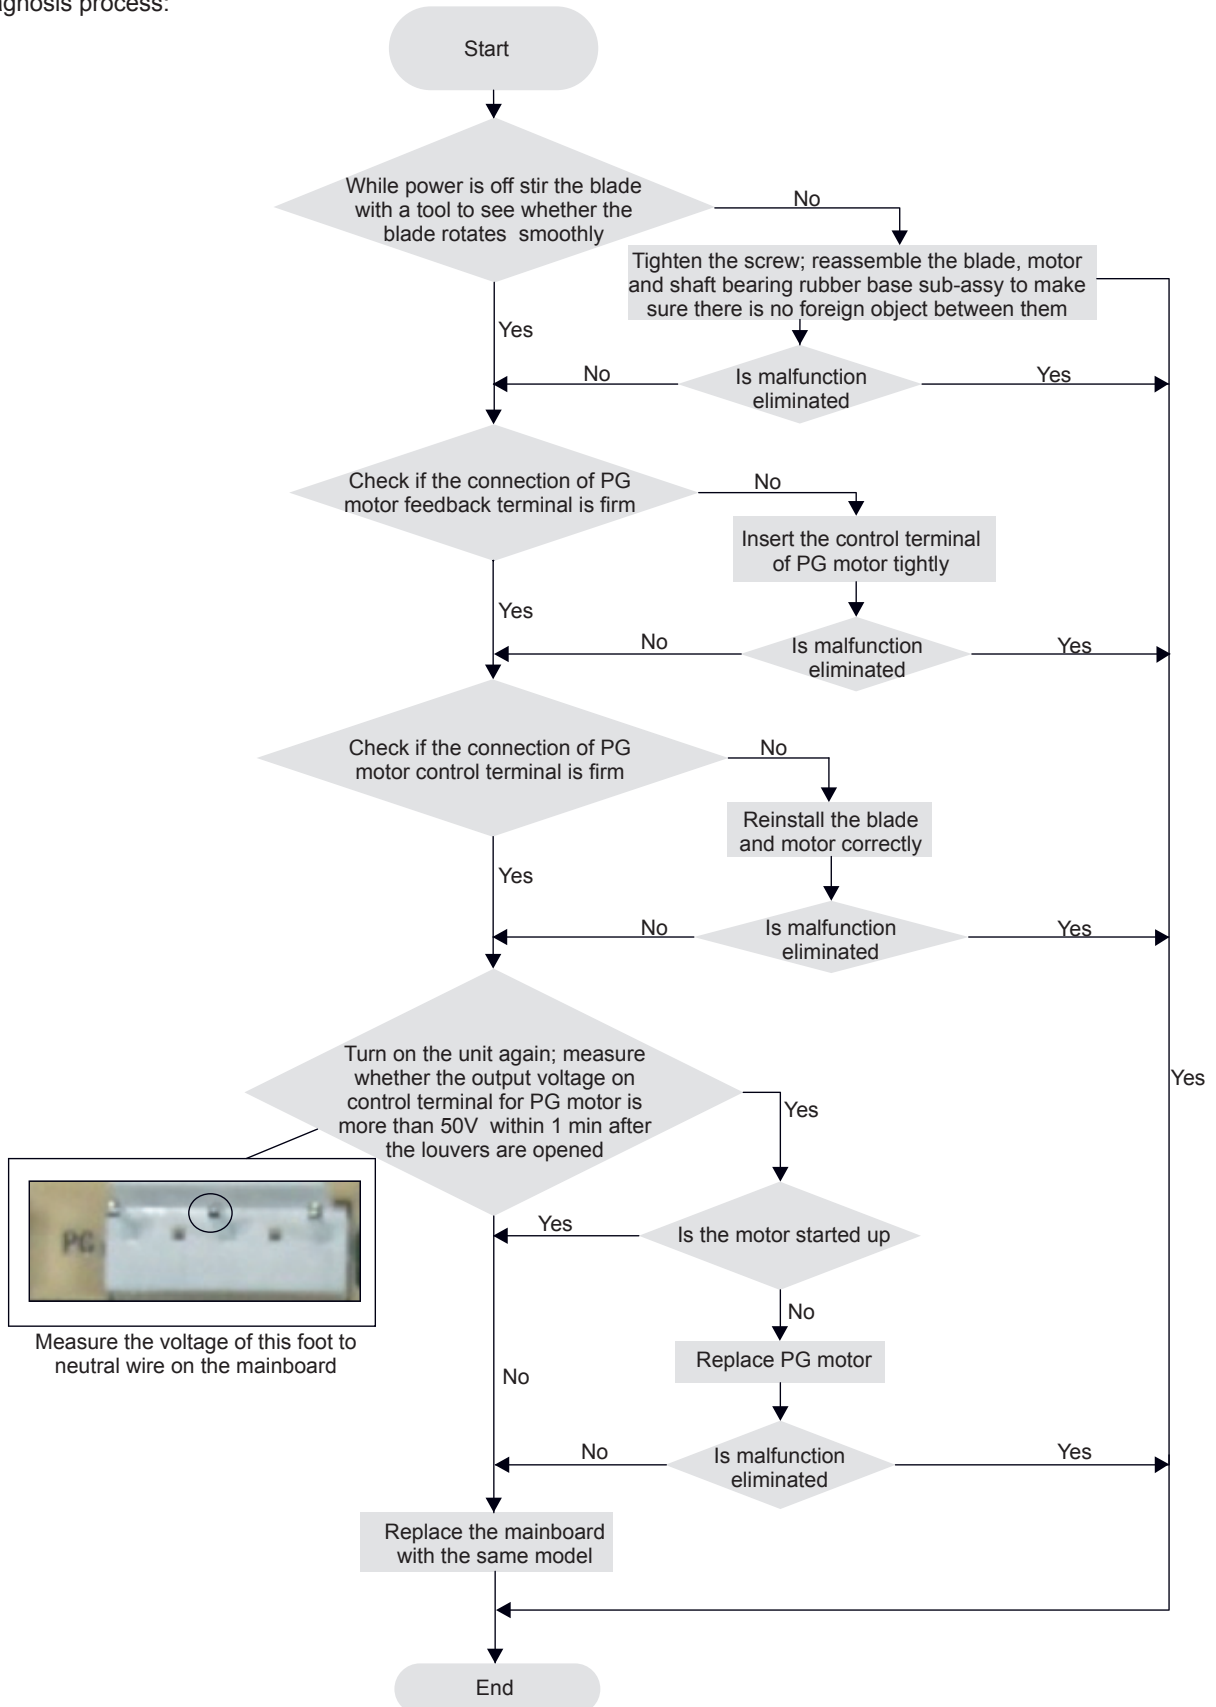 agnosis process:
Start
While power is off stir the blade
with a tool to see whether the
blade rotates smoothly
No
Tighten the screw; reassemble the blade, motor
and shaft bearing rubber base sub-assy to make
sure there is no foreign object between them
Yes
No
Is malfunction
eliminated
Yes
Check if the connection of PG
motor feedback terminal is firm
No
Insert the control terminal
of PG motor tightly
Yes
No
Is malfunction
eliminated
Yes
Check if the connection of PG
motor control terminal is firm
No
Reinstall the blade
and motor correctly
Yes
No
Is malfunction
eliminated
Yes
Turn on the unit again; measure
whether the output voltage on
control terminal for PG motor is
more than 50V within 1 min after
the louvers are opened
Yes
Yes
PG
Measure the voltage of this foot to
neutral wire on the mainboard
Yes
Is the motor started up
No
Replace PG motor
No
No
Is malfunction
eliminated
Yes
Replace the mainboard
with the same model
End